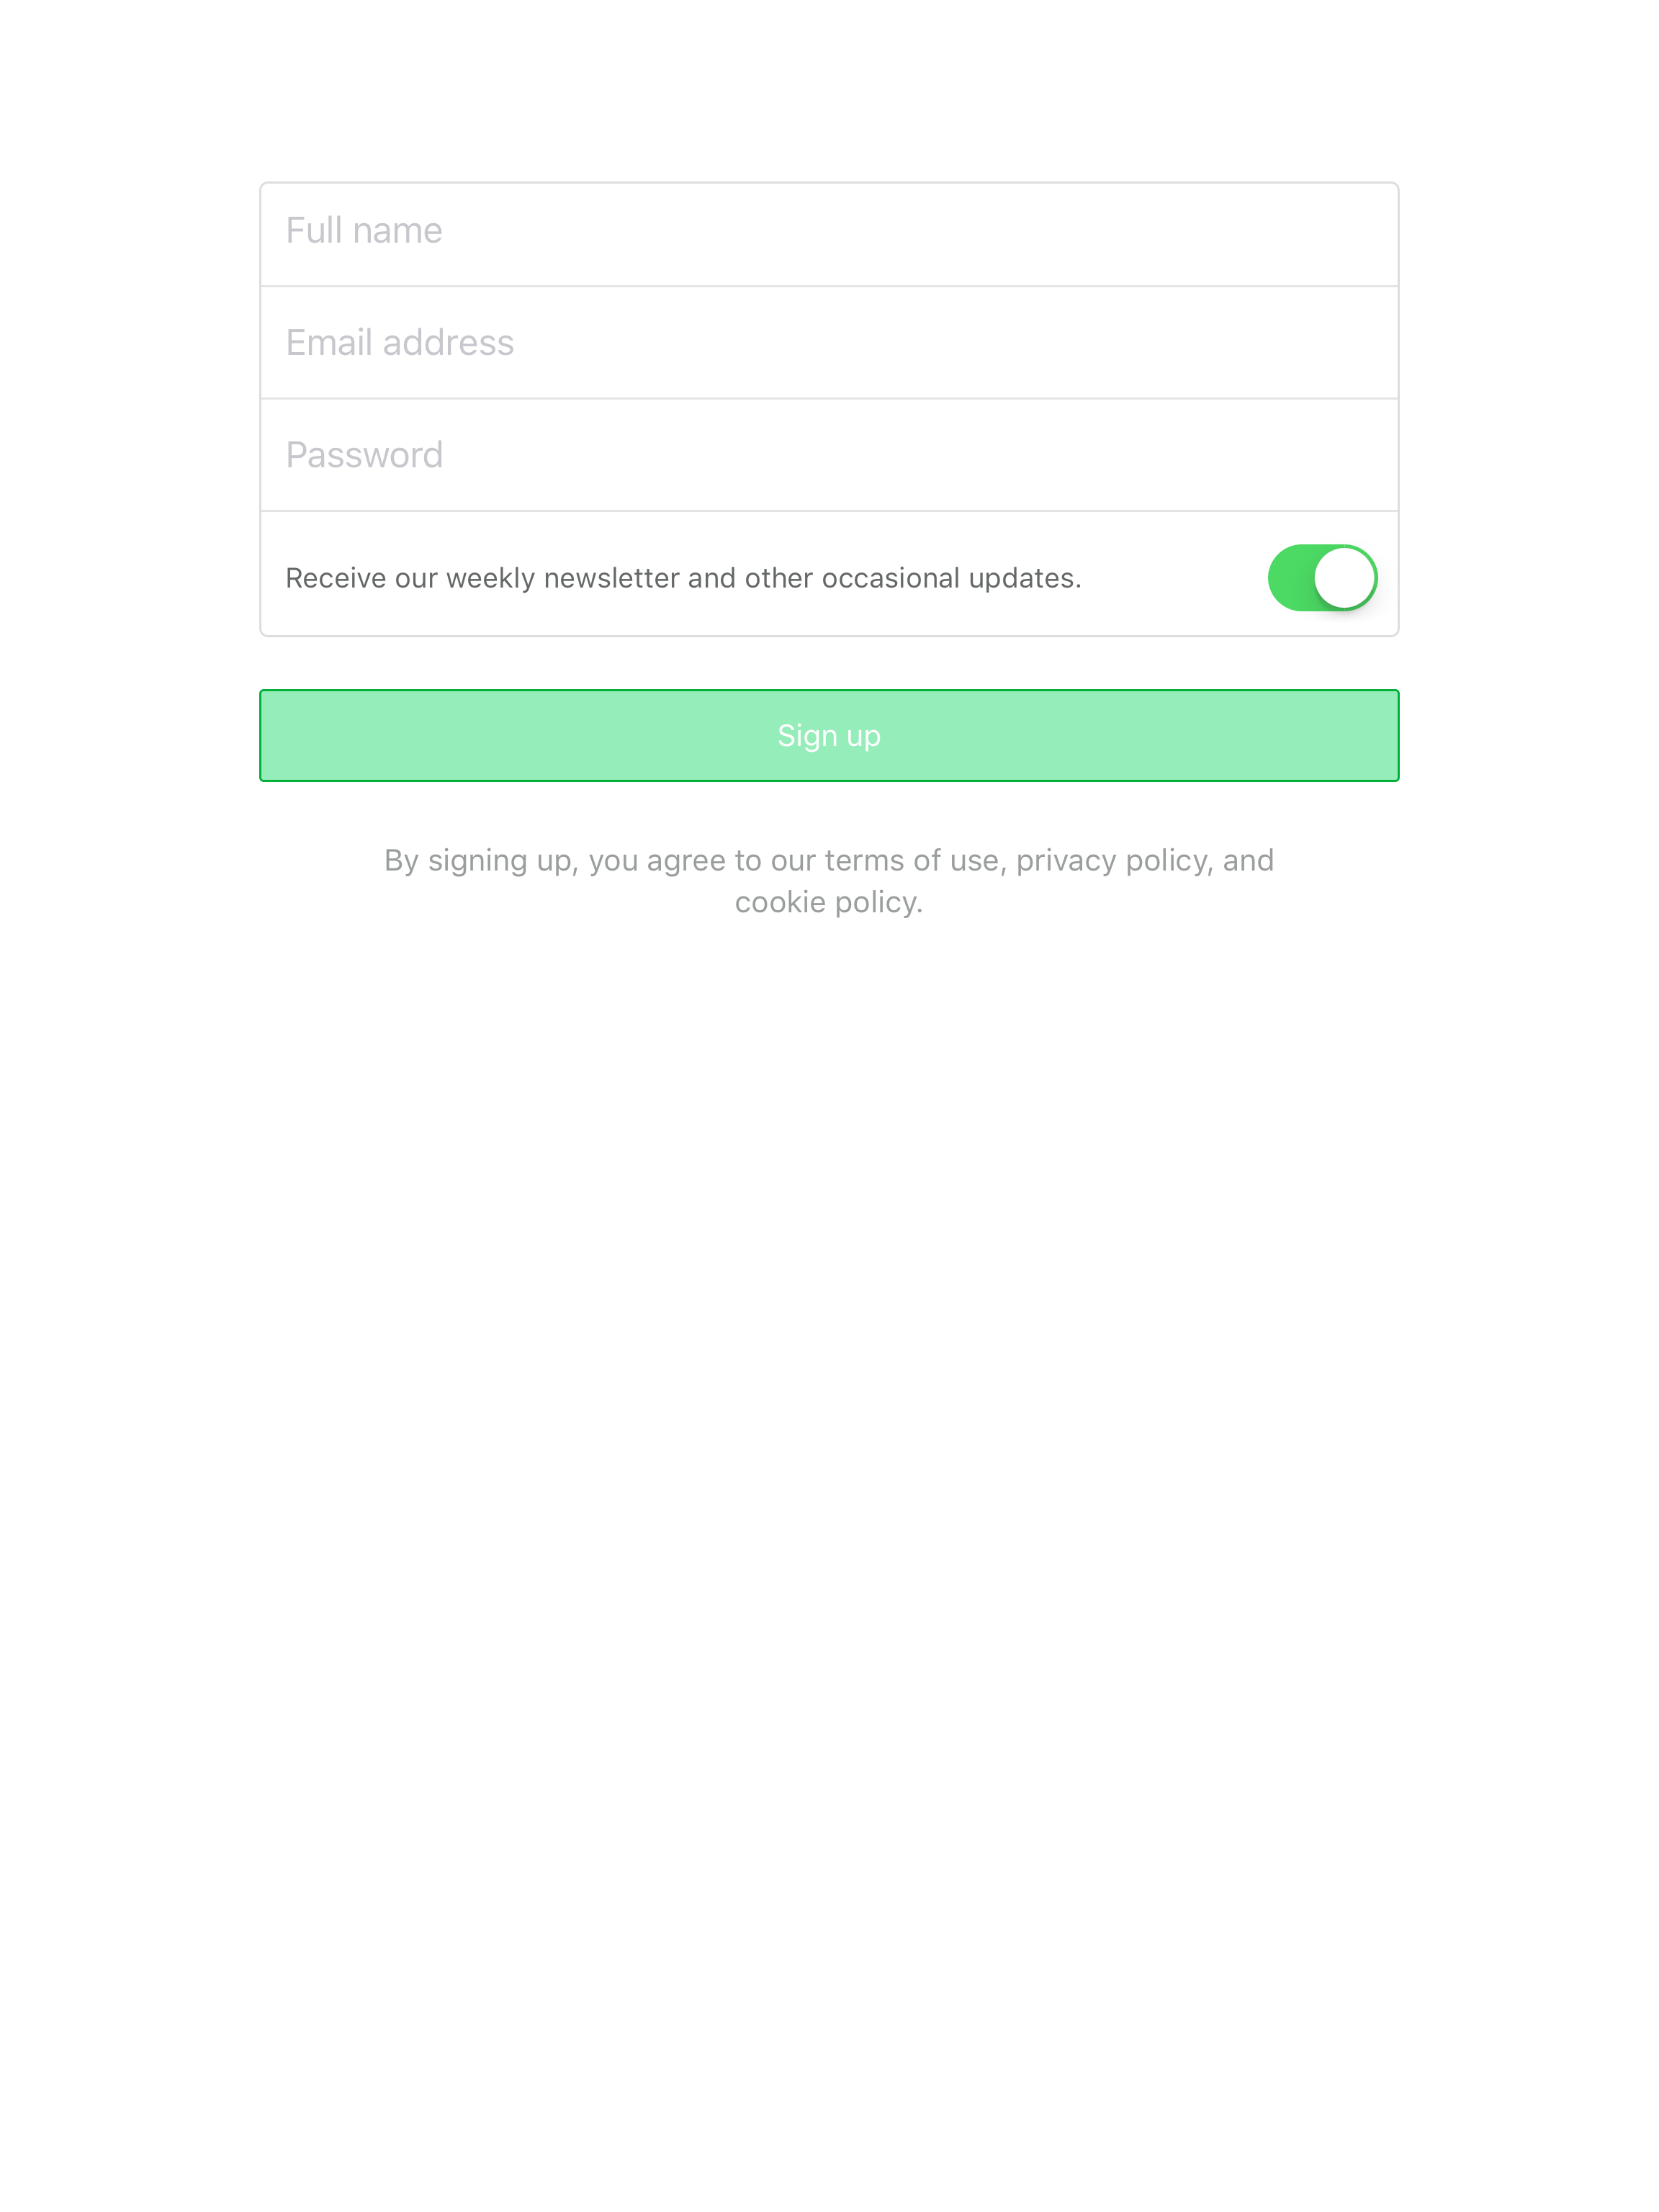 Full name
Email address
Password
Receive our weekly newsletter and other occasional updates.
Sign up
By signing up, you agree to our terms of use, privacy policy, and
cookie policy.